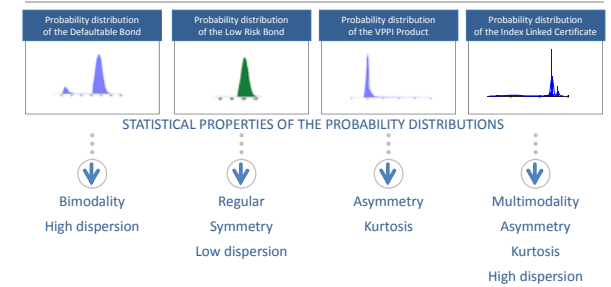 Probability distribution
of the Defaultable Bond
Probability distribution
of the Low Risk Bond
Probability distribution
of the VPPI Product
Probability distribution
of the Index Linked Certificate
STATISTICAL PROPERTIES OF THE PROBABILITY DISTRIBUTIONS
Bimodality
High dispersion
Regular
Symmetry
Low dispersion
Asymmetry
Kurtosis
Multimodality
Asymmetry
Kurtosis
High dispersion